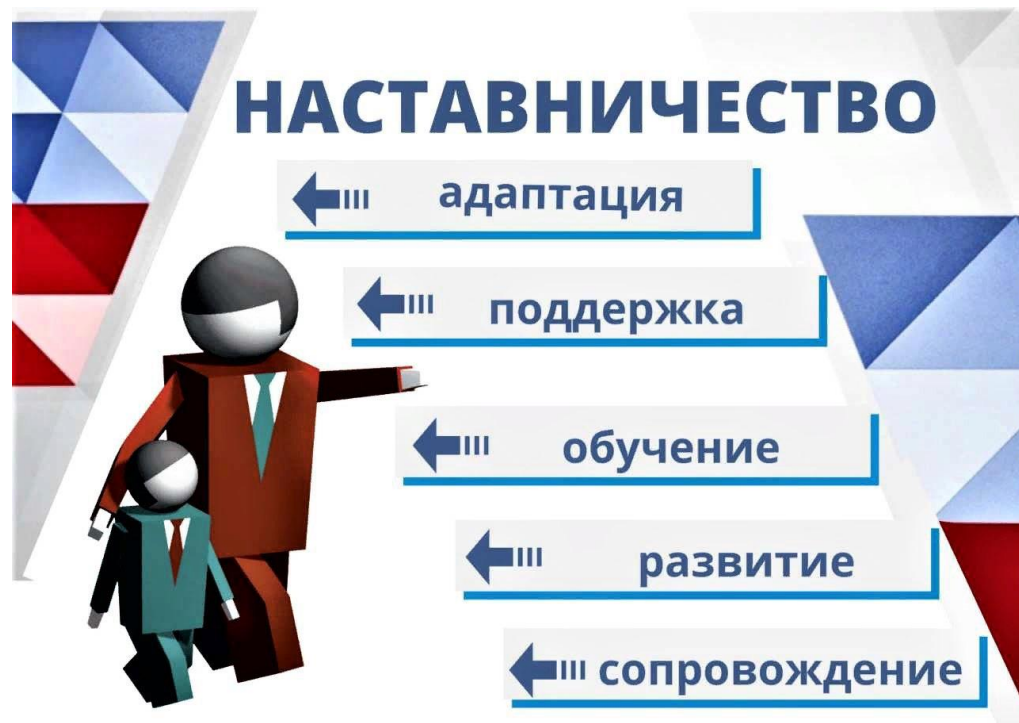 НАСТАВНИЧЕСТВО
адаптация
поддержка
обучение
развитие
сопровождение